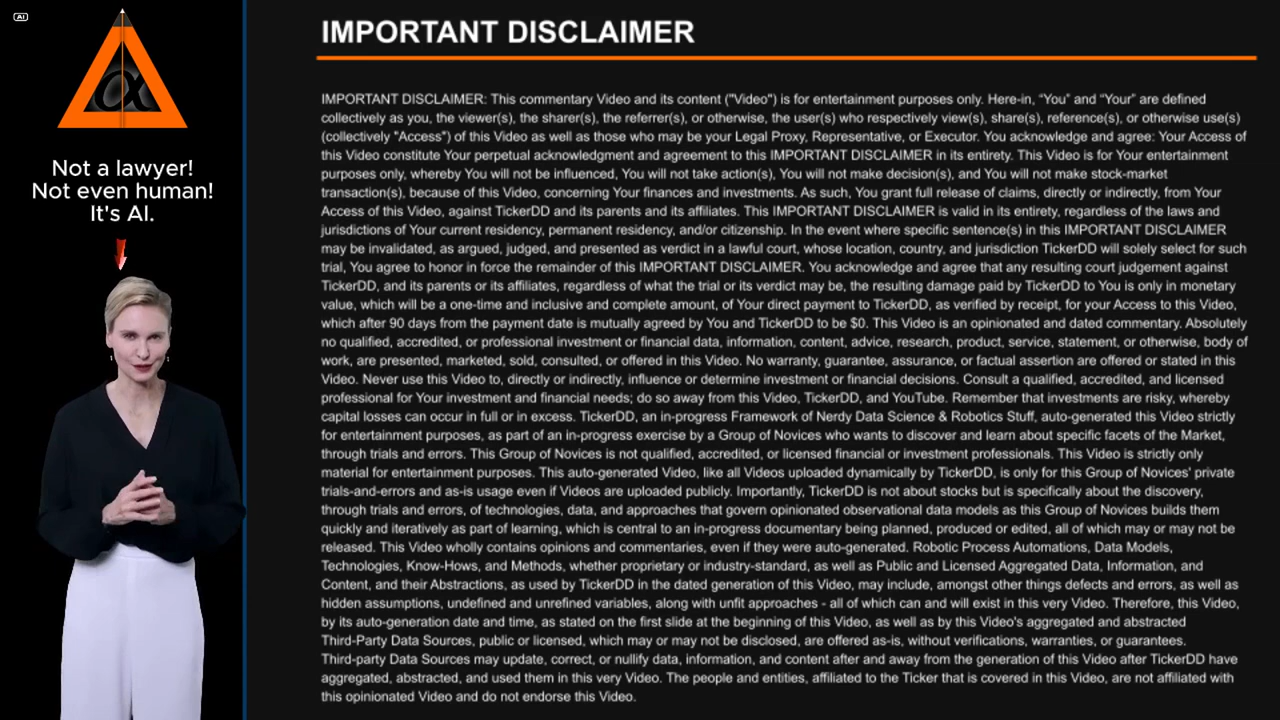 AI
Not a lawyer!
Not even human!
It's AI.
IMPORTANT DISCLAIMER
IMPORTANT DISCLAIMER: This commentary Video and its content ("Video") is for entertainment purposes only. Here-in, “You” and “Your” are defined
collectively as you, the viewer(s), the sharer(s), the referrer(s), or otherwise, the user(s) who respectively view(s), share(s), reference(s), or otherwise use(s)
(collectively "Access") of this Video as well as those who may be your Legal Proxy, Representative, or Executor. You acknowledge and agree: Your Access of
this Video constitute Your perpetual acknowledgment and agreement to this IMPORTANT DISCLAIMER in its entirety. This Video is for Your entertainment
purposes only, whereby You will not be influenced, You will not take action(s), You will not make decision(s), and You will not make stock-market
transaction(s), because of this Video, concerning Your finances and investments. As such, You grant full release of claims, directly or indirectly, from Your
Access of this Video, against TickerDD and its parents and its affiliates. This IMPORTANT DISCLAIMER is valid in its entirety, regardless of the laws and
jurisdictions of Your current residency, permanent residency, and/or citizenship. In the event where specific sentence(s) in this IMPORTANT DISCLAIMER
may be invalidated, as argued, judged, and presented as verdict in a lawful court, whose location, country, and jurisdiction TickerDD will solely select for such
trial, You agree to honor in force the remainder of this IMPORTANT DISCLAIMER. You acknowledge and agree that any resulting court judgement against
TickerDD, and its parents or its affiliates, regardless of what the trial or its verdict may be, the resulting damage paid by TickerDD to You is only in monetary
value, which will be a one-time and inclusive and complete amount, of Your direct payment to TickerDD, as verified by receipt, for your Access to this Video,
which after 90 days from the payment date is mutually agreed by You and TickerDD to be $0. This Video is an opinionated and dated commentary. Absolutely
no qualified, accredited, or professional investment or financial data, information, content, advice, research, product, service, statement, or otherwise, body of
work, are presented, marketed, sold, consulted, or offered in this Video. No warranty, guarantee, assurance, or factual assertion are offered or stated in this
Video. Never use this Video to, directly or indirectly, influence or determine investment or financial decisions. Consult a qualified, accredited, and licensed
professional for Your investment and financial needs; do so away from this Video, TickerDD, and YouTube. Remember that investments are risky, whereby
capital losses can occur in full or in excess. TickerDD, an in-progress Framework of Nerdy Data Science & Robotics Stuff, auto-generated this Video strictly
for entertainment purposes, as part of an in-progress exercise by a Group of Novices who wants to discover and learn about specific facets of the Market,
through trials and errors. This Group of Novices is not qualified, accredited, or licensed financial or investment professionals. This Video is strictly only
material for entertainment purposes. This auto-generated Video, like all Videos uploaded dynamically by TickerDD, is only for this Group of Novices' private
trials-and-errors and as-is usage even if Videos are uploaded publicly. Importantly, TickerDD is not about stocks but is specifically about the discovery,
through trials and errors, of technologies, data, and approaches that govern opinionated observational data models as this Group of Novices builds them
quickly and iteratively as part of learning, which is central to an in-progress documentary being planned, produced or edited, all of which may or may not be
released. This Video wholly contains opinions and commentaries, even if they were auto-generated. Robotic Process Automations, Data Models,
Technologies, Know-Hows, and Methods, whether proprietary or industry-standard, as well as Public and Licensed Aggregated Data, Information, and
Content, and their Abstractions, as used by TickerDD in the dated generation of this Video, may include, amongst other things defects and errors, as well as
hidden assumptions, undefined and unrefined variables, along with unfit approaches - all of which can and will exist in this very Video. Therefore, this Video,
by its auto-generation date and time, as stated on the first slide at the beginning of this Video, as well as by this Video's aggregated and abstracted
Third-Party Data Sources, public or licensed, which may or may not be disclosed, are offered as-is, without verifications, warranties, or guarantees.
Third-party Data Sources may update, correct, or nullify data, information, and content after and away from the generation of this Video after TickerDD have
aggregated, abstracted, and used them in this very Video. The people and entities, affiliated to the Ticker that is covered in this Video, are not affiliated with
this opinionated Video and do not endorse this Video.